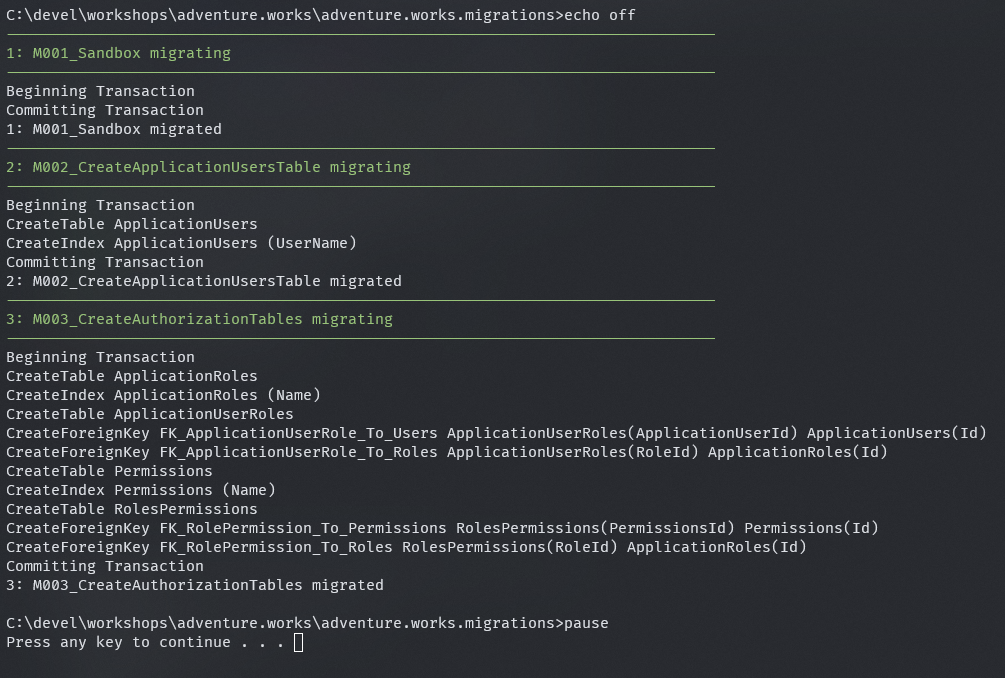 C:\devel\workshops\adventure.works\adventure.works.migrations>echo off
1: M001_Sandbox migrating
Beginning Transaction
Committing Transaction
1: M001_Sandbox migrated
2: M002_CreateApplicationUsersTable migrating
Beginning Transaction
CreateTable ApplicationUsers
CreateIndex ApplicationUsers (UserName)
Committing Transaction
2: M002_CreateApplicationUsersTable migrated
3: M003_CreateAuthorizationTables migrating
Beginning Transaction
CreateTable ApplicationRoles
CreateIndex ApplicationRoles (Name)
CreateTable ApplicationUserRoles
CreateForeignKey FK_ApplicationUserRole_To_Users ApplicationUserRoles(ApplicationUserId) ApplicationUsers(Id)
CreateForeignKey FK_ApplicationUserRole_To_Roles ApplicationUserRoles(RoleId) ApplicationRoles(Id)
CreateTable Permissions
CreateIndex Permissions (Name)
CreateTable RolesPermissions
CreateForeignKey FK_RolePermission_To_Permissions RolesPermissions(PermissionsId) Permissions(Id)
CreateForeignKey FK_RolePermission_To_Roles RolesPermissions(RoleId) ApplicationRoles(Id)
Committing Transaction
3: M003_CreateAuthorizationTables migrated
C:\devel\workshops\adventure.works\adventure.works.migrations>pause
Press any key to continue . . .